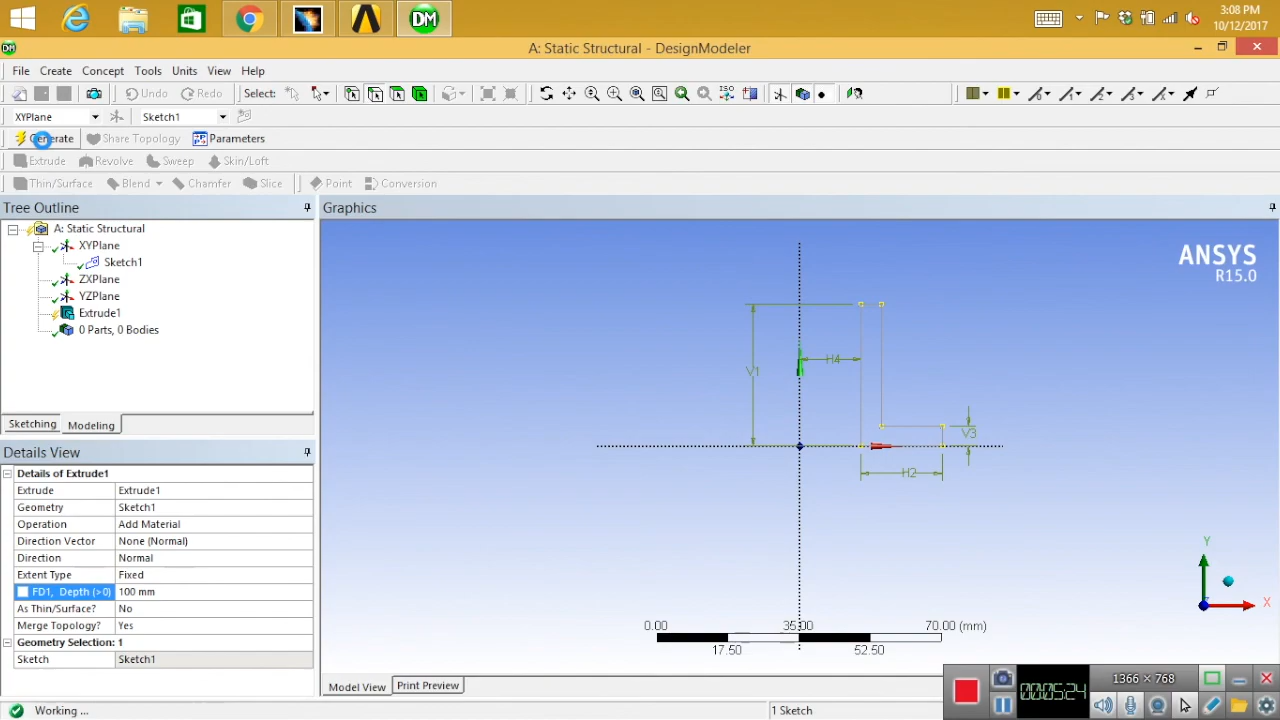 3:08 PM
10/12/2017
A: Static Structural - DesignModeler
File Create Concept Tools Units View Help
Undo Redo Select:
XYPlane Sketch1
Generate Share Topology Parameters
Extrude Revolve Sweep Skin/Loft
Thin/Surface Blend Chamfer Slice Point Conversion
Tree Outline
A: Static Structural
XYPlane
Sketch1
ZXPlane
YZPlane
Extrude1
0 Parts, 0 Bodies
Sketching Modeling
Details View
Details of Extrude1
Extrude Extrude1
Geometry Sketch1
Operation Add Material
Direction Vector None (Normal)
Direction Normal
Extent Type Fixed
FD1, Depth (>0) 100 mm
As Thin/Surface? No
Merge Topology? Yes
Geometry Selection: 1
Sketch Sketch1
Graphics
ANSYS
R15.0
V1
H4
V3
H2
Y
X
0.00 35.00 70.00 (mm)
17.50 52.50
Model View Print Preview
Working ...
1 Sketch
1366 × 768
00:05:24